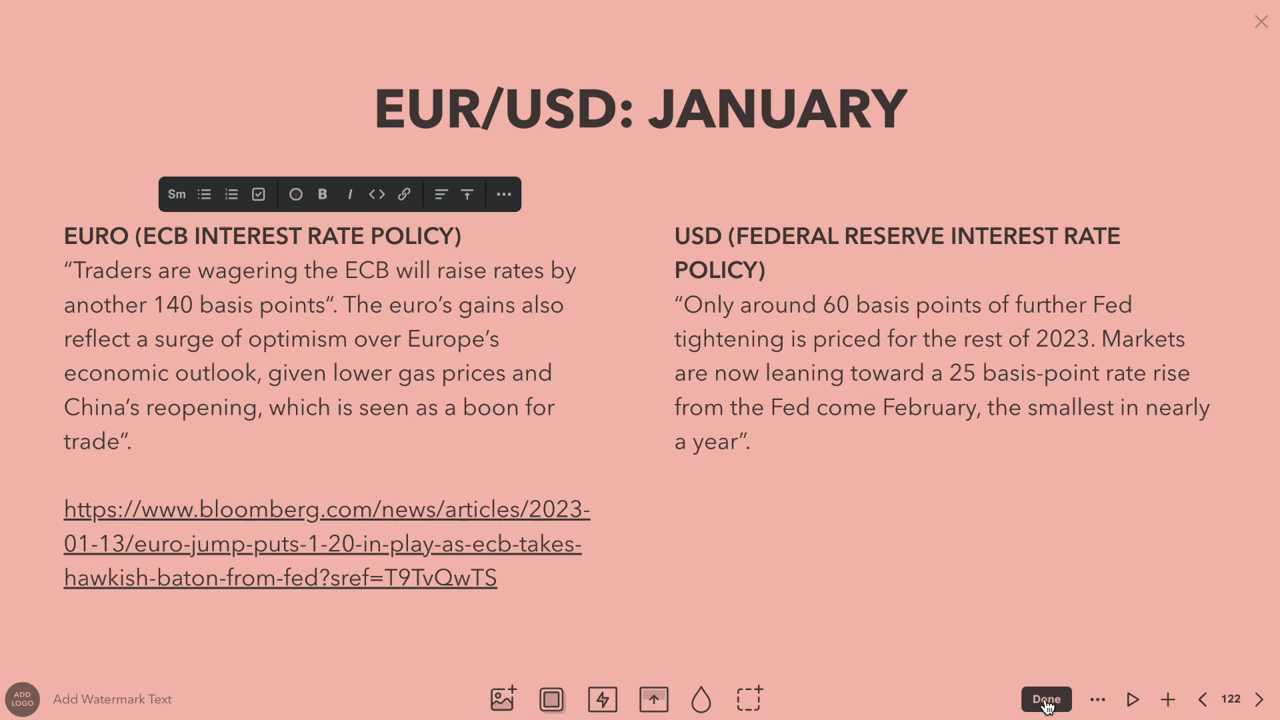 EUR/USD: JANUARY
Sm B I <>
EURO (ECB INTEREST RATE POLICY)
“Traders are wagering the ECB will raise rates by
another 140 basis points“. The euro’s gains also
reflect a surge of optimism over Europe’s
economic outlook, given lower gas prices and
China’s reopening, which is seen as a boon for
trade”.
https://www.bloomberg.com/news/articles/2023-
01-13/euro-jump-puts-1-20-in-play-as-ecb-takes-
hawkish-baton-from-fed?sref=T9TvQwTS
USD (FEDERAL RESERVE INTEREST RATE
POLICY)
“Only around 60 basis points of further Fed
tightening is priced for the rest of 2023. Markets
are now leaning toward a 25 basis-point rate rise
from the Fed come February, the smallest in nearly
a year”.
ADD
LOGO
Add Watermark Text
Done
122